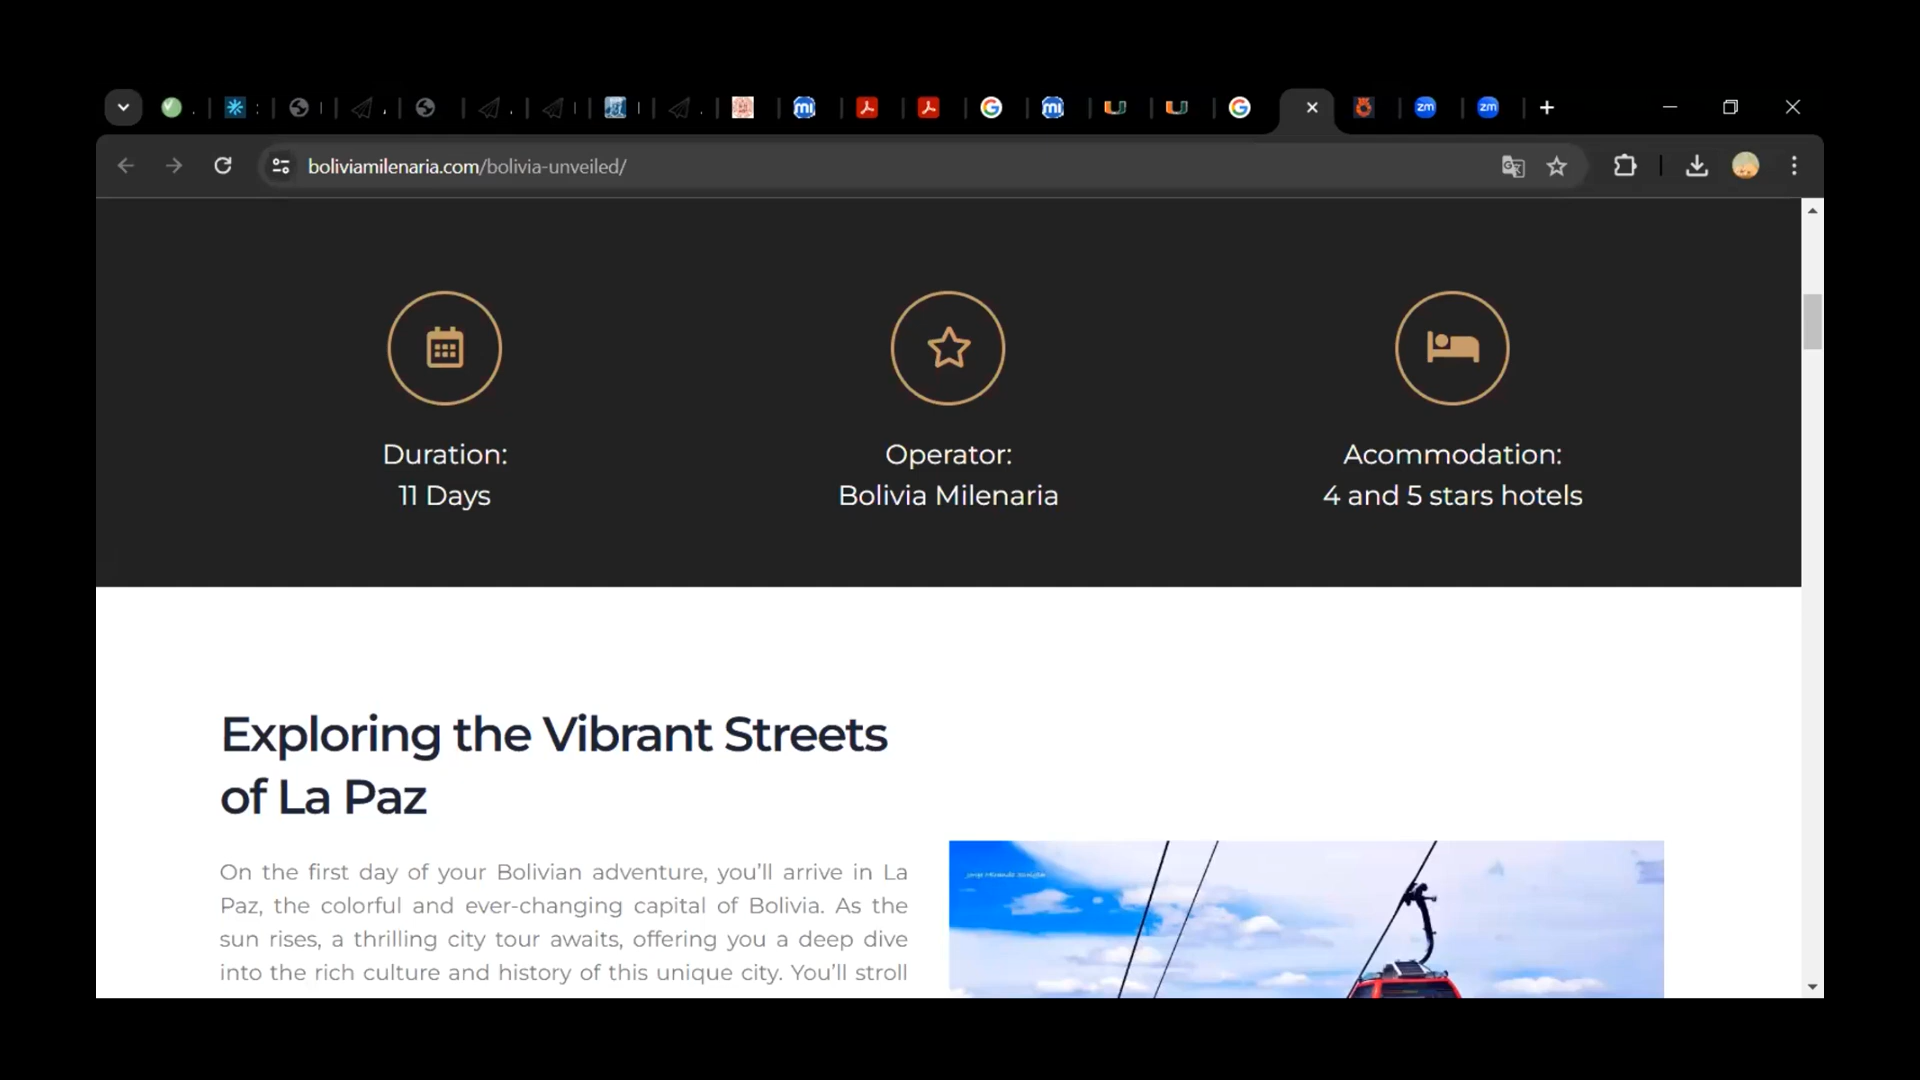 boliviamilenaria.com/bolivia-unveiled/
Duration:
11 Days
Operator:
Bolivia Milenaria
Acommodation:
4 and 5 stars hotels
Exploring the Vibrant Streets
of La Paz
On the first day of your Bolivian adventure, you’ll arrive in La
Paz, the colorful and ever-changing capital of Bolivia. As the
sun rises, a thrilling city tour awaits, offering you a deep dive
into the rich culture and history of this unique city. You’ll stroll